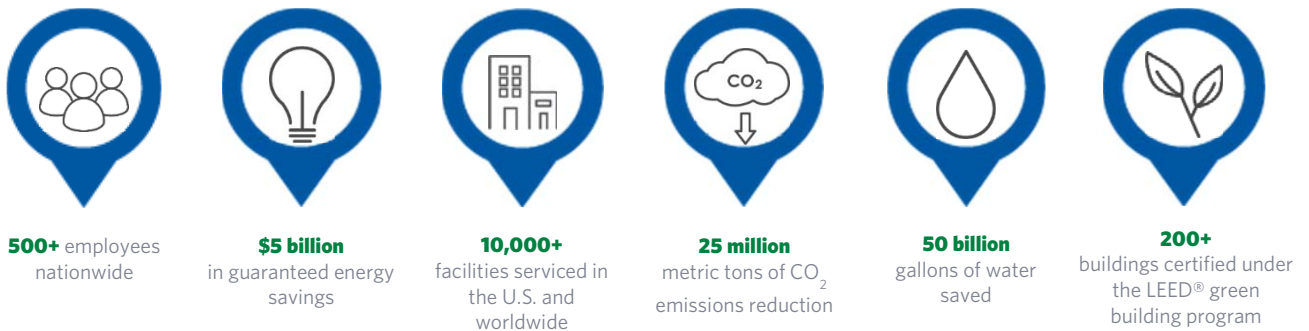 CO₂
500+ employees
nationwide
$5 billion
in guaranteed energy
savings
10,000+
facilities serviced in
the U.S. and
worldwide
25 million
metric tons of CO₂
emissions reduction
50 billion
gallons of water
saved
200+
buildings certified under
the LEED® green
building program